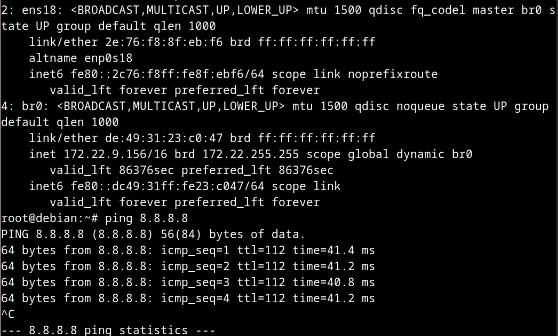 2: ens18: <BROADCAST,MULTICAST,UP,LOWER_UP> mtu 1500 qdisc fq_codel master br0 s
tate UP group default qlen 1000
    link/ether 2e:76:f8:8f:eb:f6 brd ff:ff:ff:ff:ff:ff
    altname enp0s18
    inet6 fe80::2c76:f8ff:fe8f:ebf6/64 scope link noprefixroute
       valid_lft forever preferred_lft forever
4: br0: <BROADCAST,MULTICAST,UP,LOWER_UP> mtu 1500 qdisc noqueue state UP group
default qlen 1000
    link/ether de:49:31:23:c0:47 brd ff:ff:ff:ff:ff:ff
    inet 172.22.9.156/16 brd 172.22.255.255 scope global dynamic br0
       valid_lft 86376sec preferred_lft 86376sec
    inet6 fe80::dc49:31ff:fe23:c047/64 scope link
       valid_lft forever preferred_lft forever
root@debian:~# ping 8.8.8.8
PING 8.8.8.8 (8.8.8.8) 56(84) bytes of data.
64 bytes from 8.8.8.8: icmp_seq=1 ttl=112 time=41.4 ms
64 bytes from 8.8.8.8: icmp_seq=2 ttl=112 time=41.2 ms
64 bytes from 8.8.8.8: icmp_seq=3 ttl=112 time=40.8 ms
64 bytes from 8.8.8.8: icmp_seq=4 ttl=112 time=41.2 ms
^C
--- 8.8.8.8 ping statistics ---